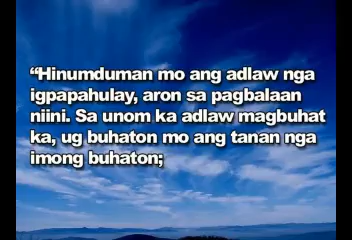 “Hinumduman mo ang adlaw nga
igpapahulay, aron sa pagbalaan
niini. Sa unom ka adlaw magbuhat
ka, ug buhaton mo ang tanan nga
imong buhaton;